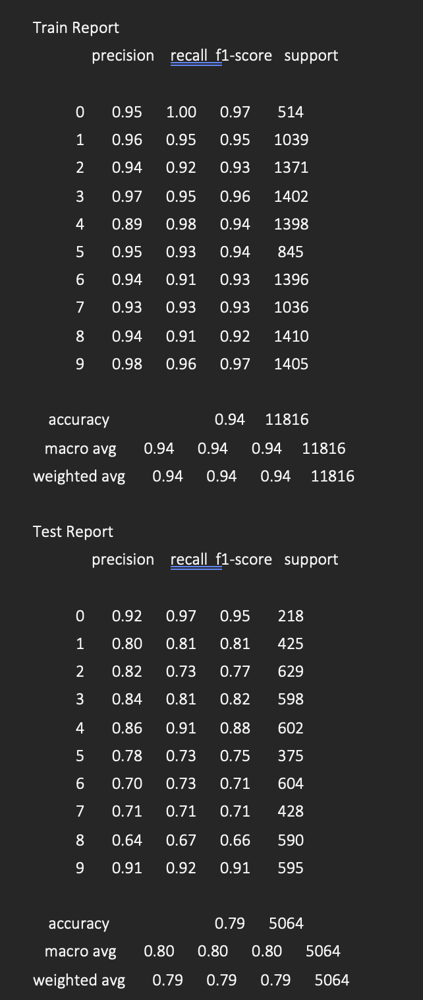 Train Report
precision recall f1-score support
0 0.95 1.00 0.97 514
1 0.96 0.95 0.95 1039
2 0.94 0.92 0.93 1371
3 0.97 0.95 0.96 1402
4 0.89 0.98 0.94 1398
5 0.95 0.93 0.94 845
6 0.94 0.91 0.93 1396
7 0.93 0.93 0.93 1036
8 0.94 0.91 0.92 1410
9 0.98 0.96 0.97 1405
accuracy 0.94 11816
macro avg 0.94 0.94 0.94 11816
weighted avg 0.94 0.94 0.94 11816
Test Report
precision recall f1-score support
0 0.92 0.97 0.95 218
1 0.80 0.81 0.81 425
2 0.82 0.73 0.77 629
3 0.84 0.81 0.82 598
4 0.86 0.91 0.88 602
5 0.78 0.73 0.75 375
6 0.70 0.73 0.71 604
7 0.71 0.71 0.71 428
8 0.64 0.67 0.66 590
9 0.91 0.92 0.91 595
accuracy 0.79 5064
macro avg 0.80 0.80 0.80 5064
weighted avg 0.79 0.79 0.79 5064